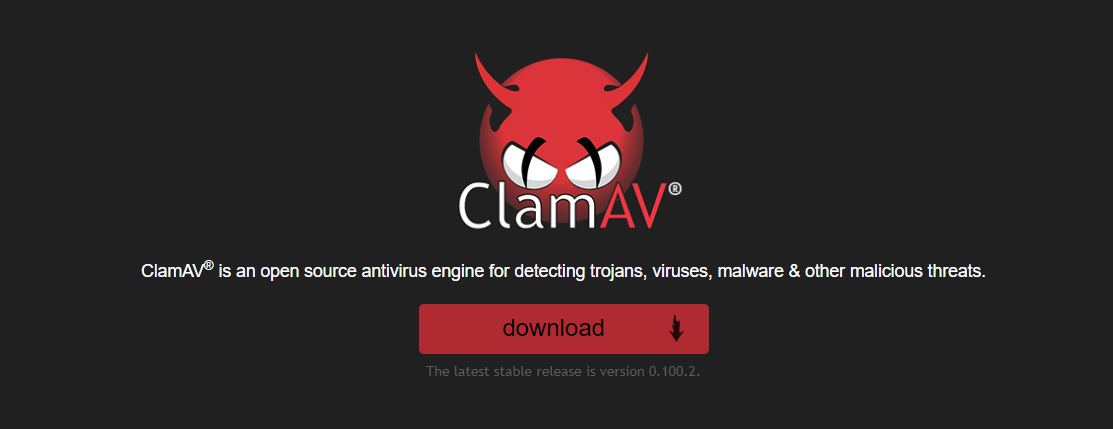 ClamAV®
ClamAV® is an open source antivirus engine for detecting trojans, viruses, malware & other malicious threats.
download
The latest stable release is version 0.100.2.